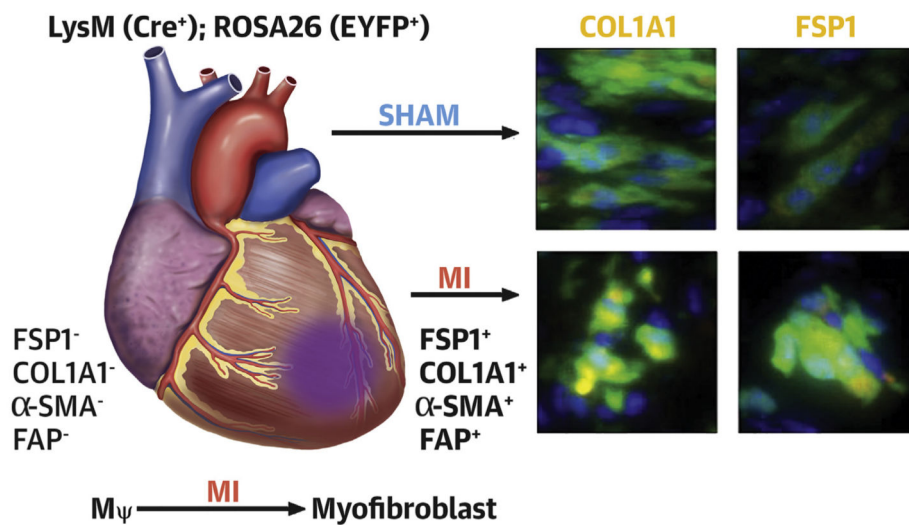 LysM (Cre⁺); ROSA26 (EYFP⁺)
COL1A1
FSP1
SHAM
MI
FSP1⁻
COL1A1⁻
α-SMA⁻
FAP⁻
FSP1⁺
COL1A1⁺
α-SMA⁺
FAP⁺
MI
Mψ
Myofibroblast